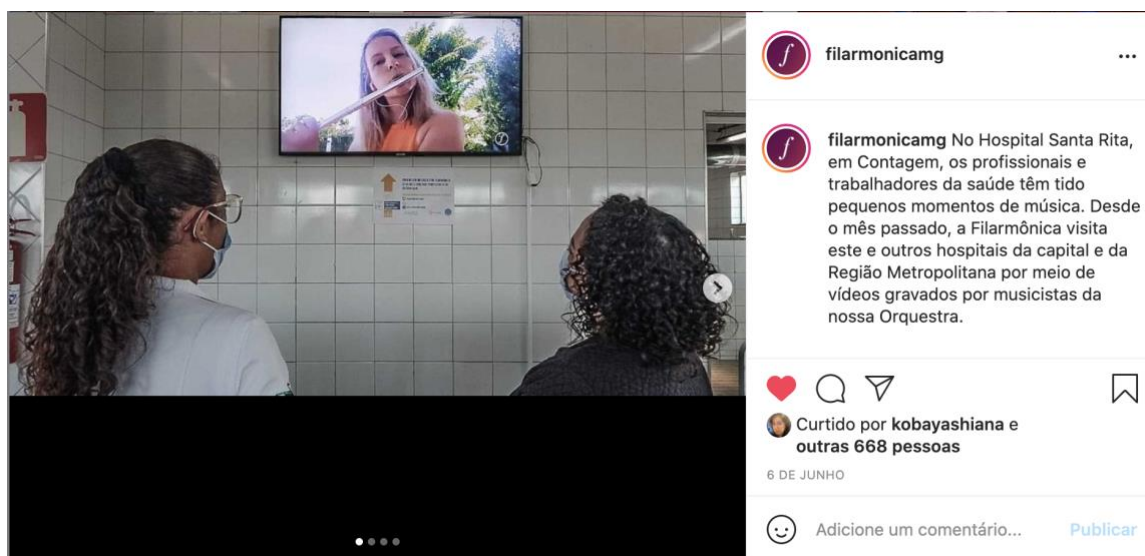 filarmonicamg
filarmonicamg No Hospital Santa Rita,
em Contagem, os profissionais e
trabalhadores da saúde têm tido
pequenos momentos de música. Desde
o mês passado, a Filarmônica visita
este e outros hospitais da capital e da
Região Metropolitana por meio de
vídeos gravados por musicistas da
nossa Orquestra.
Curtido por kobayashiana e
outras 668 pessoas
6 DE JUNHO
Adicione um comentário... Publicar